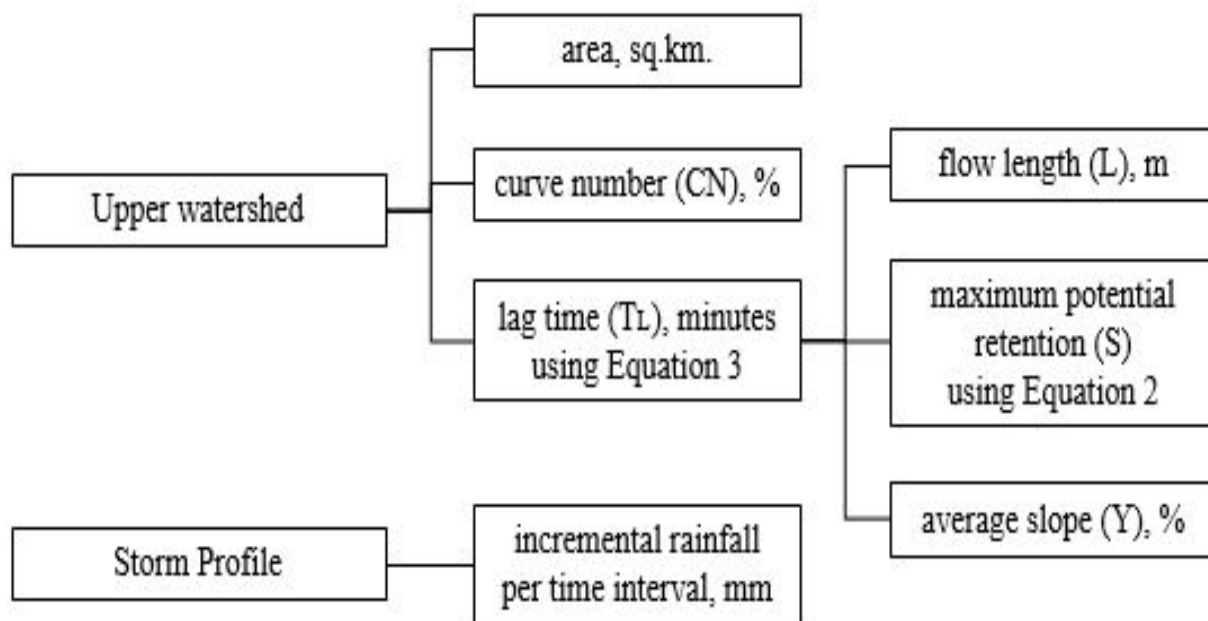 area, sq.km.
Upper watershed
curve number (CN), %
lag time (TL), minutes
using Equation 3
flow length (L), m
maximum potential
retention (S)
using Equation 2
average slope (Y), %
Storm Profile
incremental rainfall
per time interval, mm